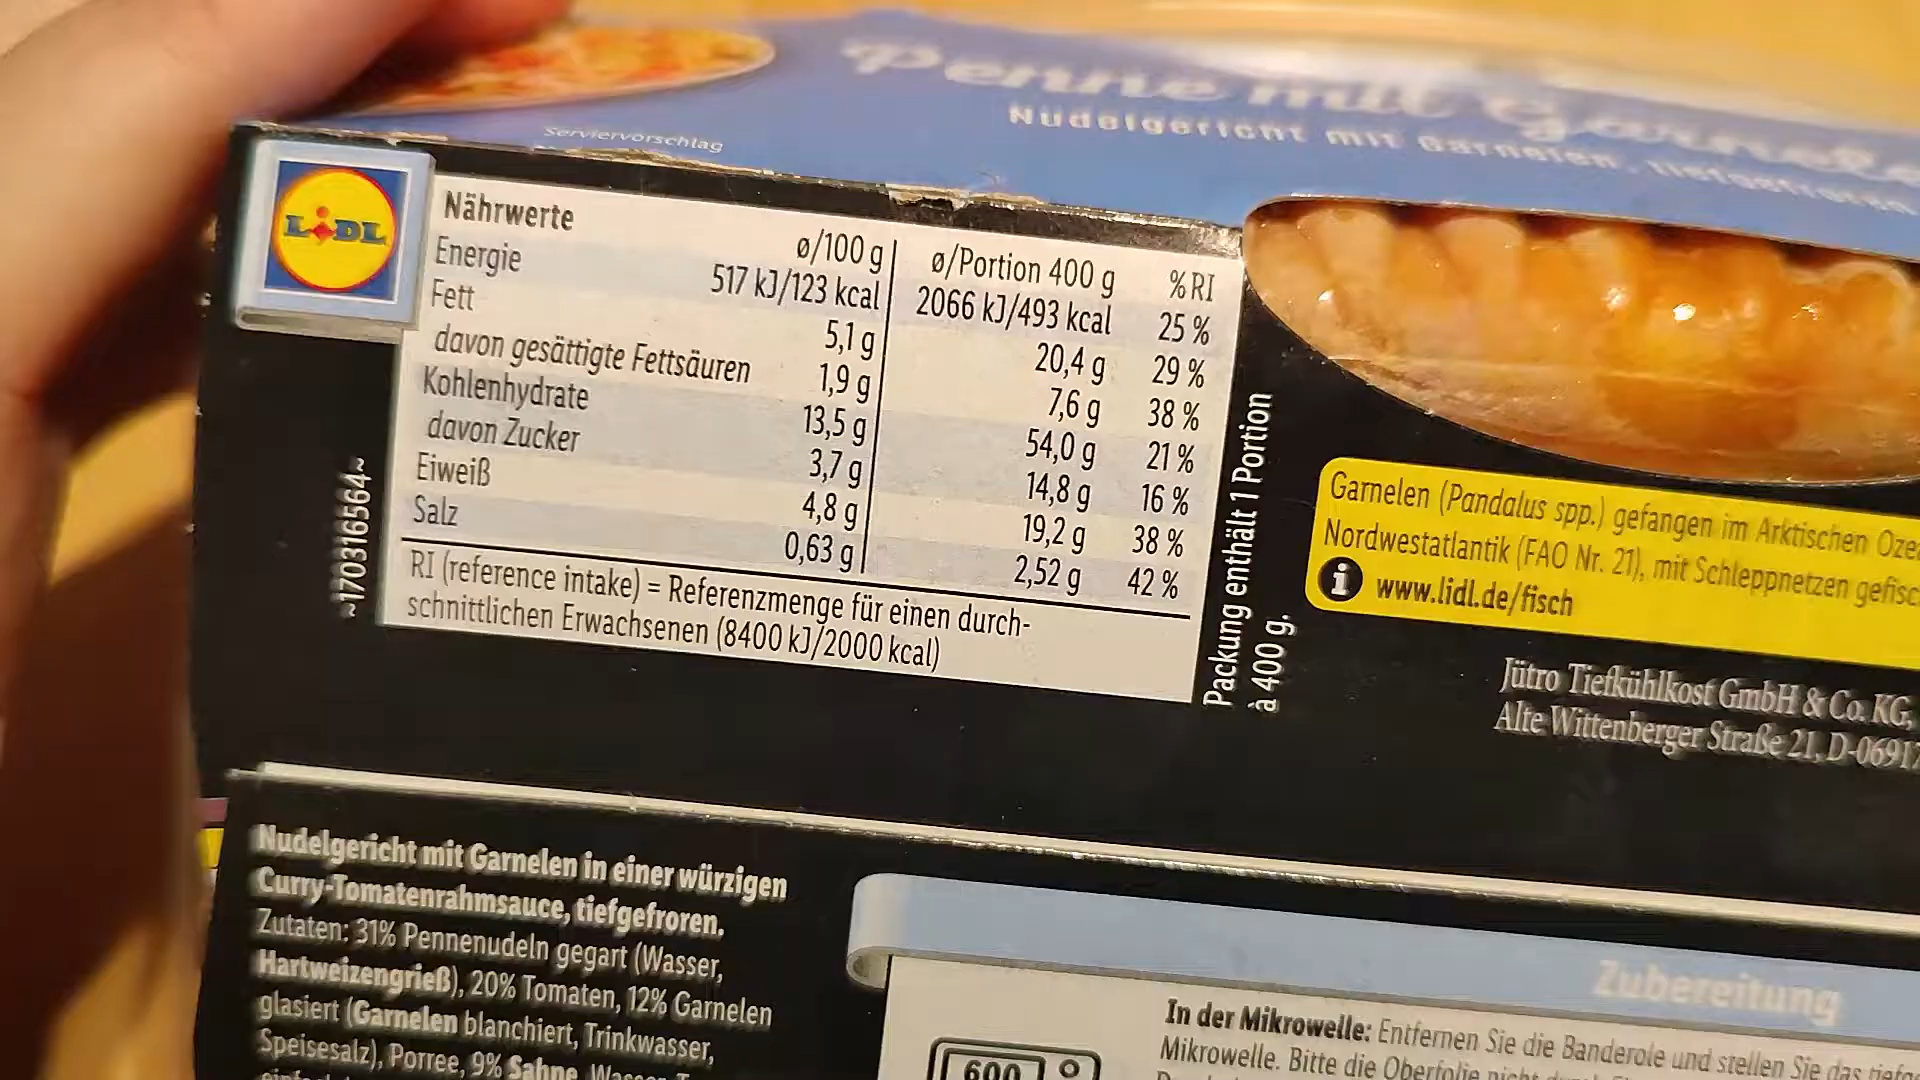 Penne mit Garnelen
Nudelgericht mit Garnelen, tiefgefroren
Serviervorschlag
LIDL
Nährwerte ø/100 g ø/Portion 400 g % RI
Energie 517 kJ/123 kcal 2066 kJ/493 kcal 25 %
Fett 5,1 g 20,4 g 29 %
davon gesättigte Fettsäuren 1,9 g 7,6 g 38 %
Kohlenhydrate 13,5 g 54,0 g 21 %
davon Zucker 3,7 g 14,8 g 16 %
Eiweiß 4,8 g 19,2 g 38 %
Salz 0,63 g 2,52 g 42 %
RI (reference intake) = Referenzmenge für einen durch-
schnittlichen Erwachsenen (8400 kJ/2000 kcal)
~170316564~
Packung enthält 1 Portion
à 400 g.
Garnelen (Pandalus spp.) gefangen im Arktischen
Nordwestatlantik (FAO Nr. 21), mit Schleppnetzen
i www.lidl.de/fisch
Jütro Tiefkühlkost GmbH & Co. KG,
Alte Wittenberger Straße 21, D-06917
Nudelgericht mit Garnelen in einer würzigen
Curry-Tomatenrahmsauce, tiefgefroren.
Zutaten: 31% Pennenudeln gegart (Wasser,
Hartweizengrieß), 20% Tomaten, 12% Garnelen
glasiert (Garnelen blanchiert, Trinkwasser,
Speisesalz), Porree, 9% Sahne, Wasser,
Zubereitung
In der Mikrowelle: Entfernen Sie die Banderole und stellen Sie das
Mikrowelle. Bitte die Oberfolie nicht
600